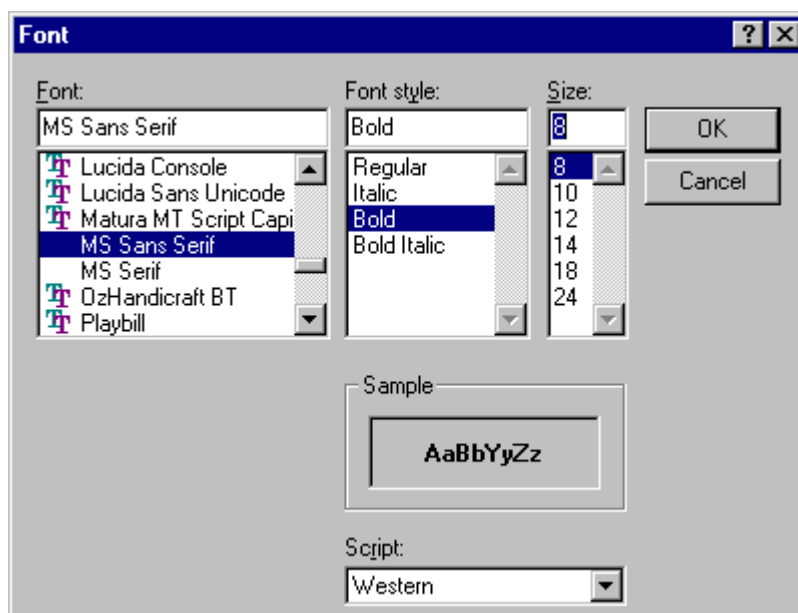 Font
Font:
MS Sans Serif
Lucida Console
Lucida Sans Unicode
Matura MT Script Capi
MS Sans Serif
MS Serif
OzHandicraft BT
Playbill
Font style:
Bold
Regular
Italic
Bold
Bold Italic
Size:
8
8
10
12
14
18
24
OK
Cancel
Sample
AaBbYyZz
Script:
Western